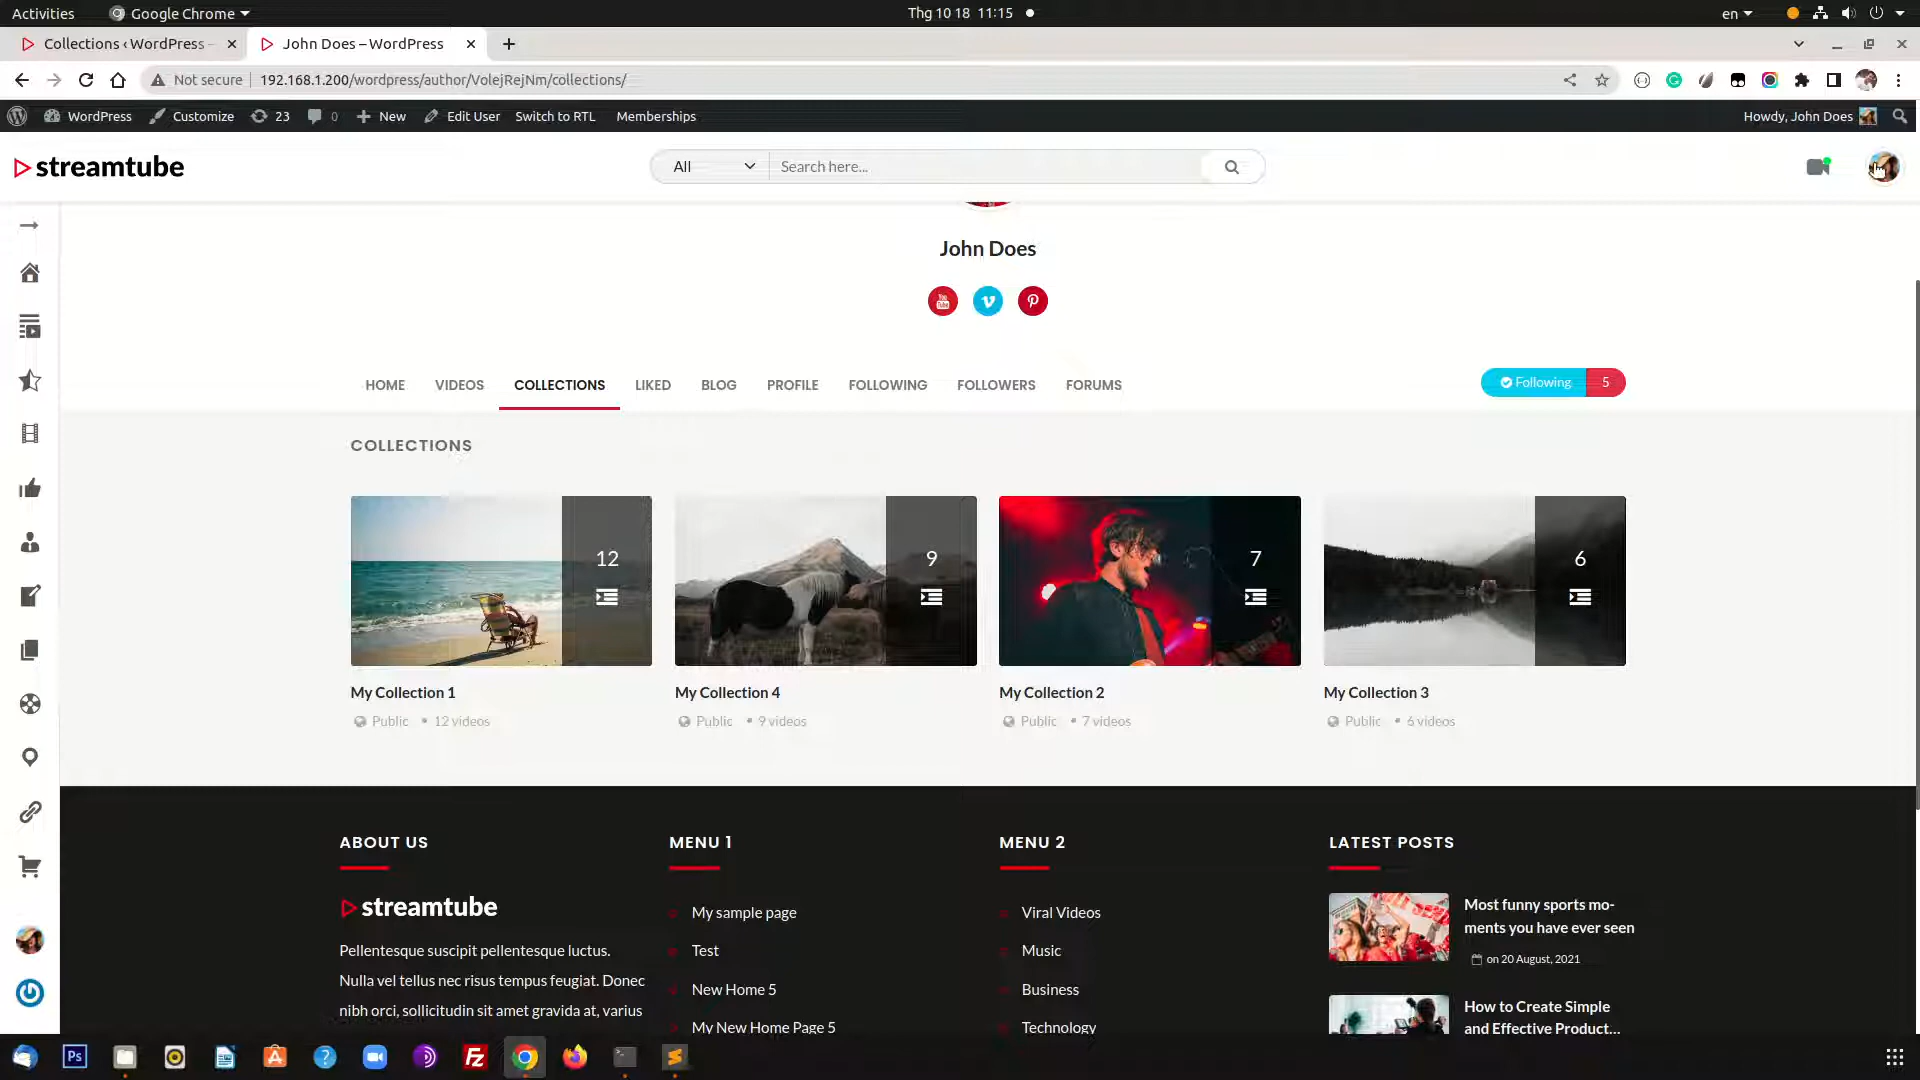 Activities
Google Chrome
Thg 10 18 11:15
en
Collections ‹ WordPress –
John Does – WordPress
Not secure
192.168.1.200/wordpress/author/VolejRejNm/collections/
WordPress
Customize
23
0
New
Edit User
Switch to RTL
Memberships
Howdy, John Does
streamtube
All
Search here...
John Does
HOME
VIDEOS
COLLECTIONS
LIKED
BLOG
PROFILE
FOLLOWING
FOLLOWERS
FORUMS
Following
5
COLLECTIONS
12
9
7
6
My Collection 1
My Collection 4
My Collection 2
My Collection 3
Public
12 videos
Public
9 videos
Public
7 videos
Public
6 videos
ABOUT US
MENU 1
MENU 2
LATEST POSTS
streamtube
Pellentesque suscipit pellentesque luctus.
Nulla vel tellus nec risus tempus feugiat. Donec
nibh orci, sollicitudin sit amet gravida at, varius
My sample page
Test
New Home 5
My New Home Page 5
Viral Videos
Music
Business
Technology
Most funny sports mo-
ments you have ever seen
on 20 August, 2021
How to Create Simple
and Effective Product...
Ps
Fz